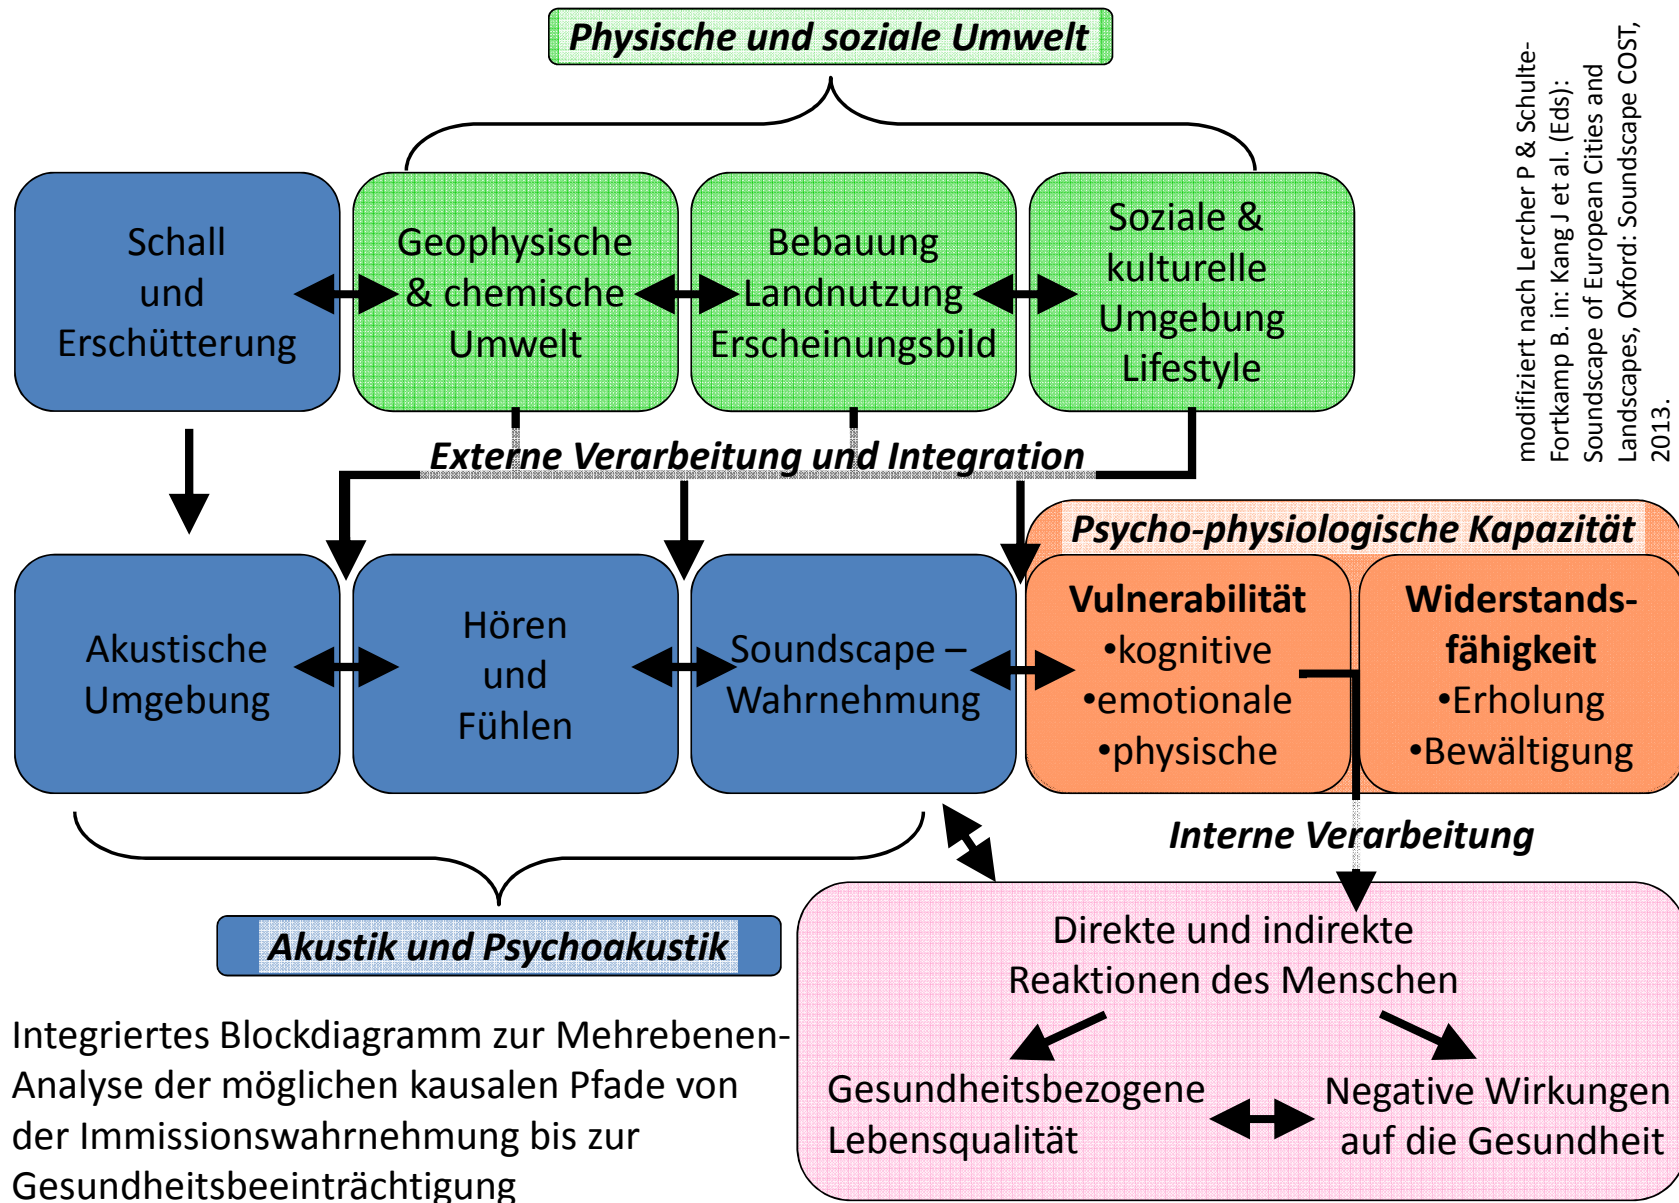 Physische und soziale Umwelt
modifiziert nach Lercher P & Schulte-
Fortkamp B. in: Kang J et al. (Eds):
Soundscape of European Cities and
Landscapes, Oxford: Soundscape COST,
2013.
Schall
und
Erschütterung
Geophysische
& chemische
Umwelt
Bebauung
Landnutzung
Erscheinungsbild
Soziale &
kulturelle
Umgebung
Lifestyle
Externe Verarbeitung und Integration
Akustische
Umgebung
Hören
und
Fühlen
Soundscape –
Wahrnehmung
Psycho-physiologische Kapazität
Vulnerabilität
•kognitive
•emotionale
•physische
Widerstands-
fähigkeit
•Erholung
•Bewältigung
Interne Verarbeitung
Akustik und Psychoakustik
Direkte und indirekte
Reaktionen des Menschen
Gesundheitsbezogene
Lebensqualität
Negative Wirkungen
auf die Gesundheit
Integriertes Blockdiagramm zur Mehrebenen-
Analyse der möglichen kausalen Pfade von
der Immissionswahrnehmung bis zur
Gesundheitsbeeinträchtigung